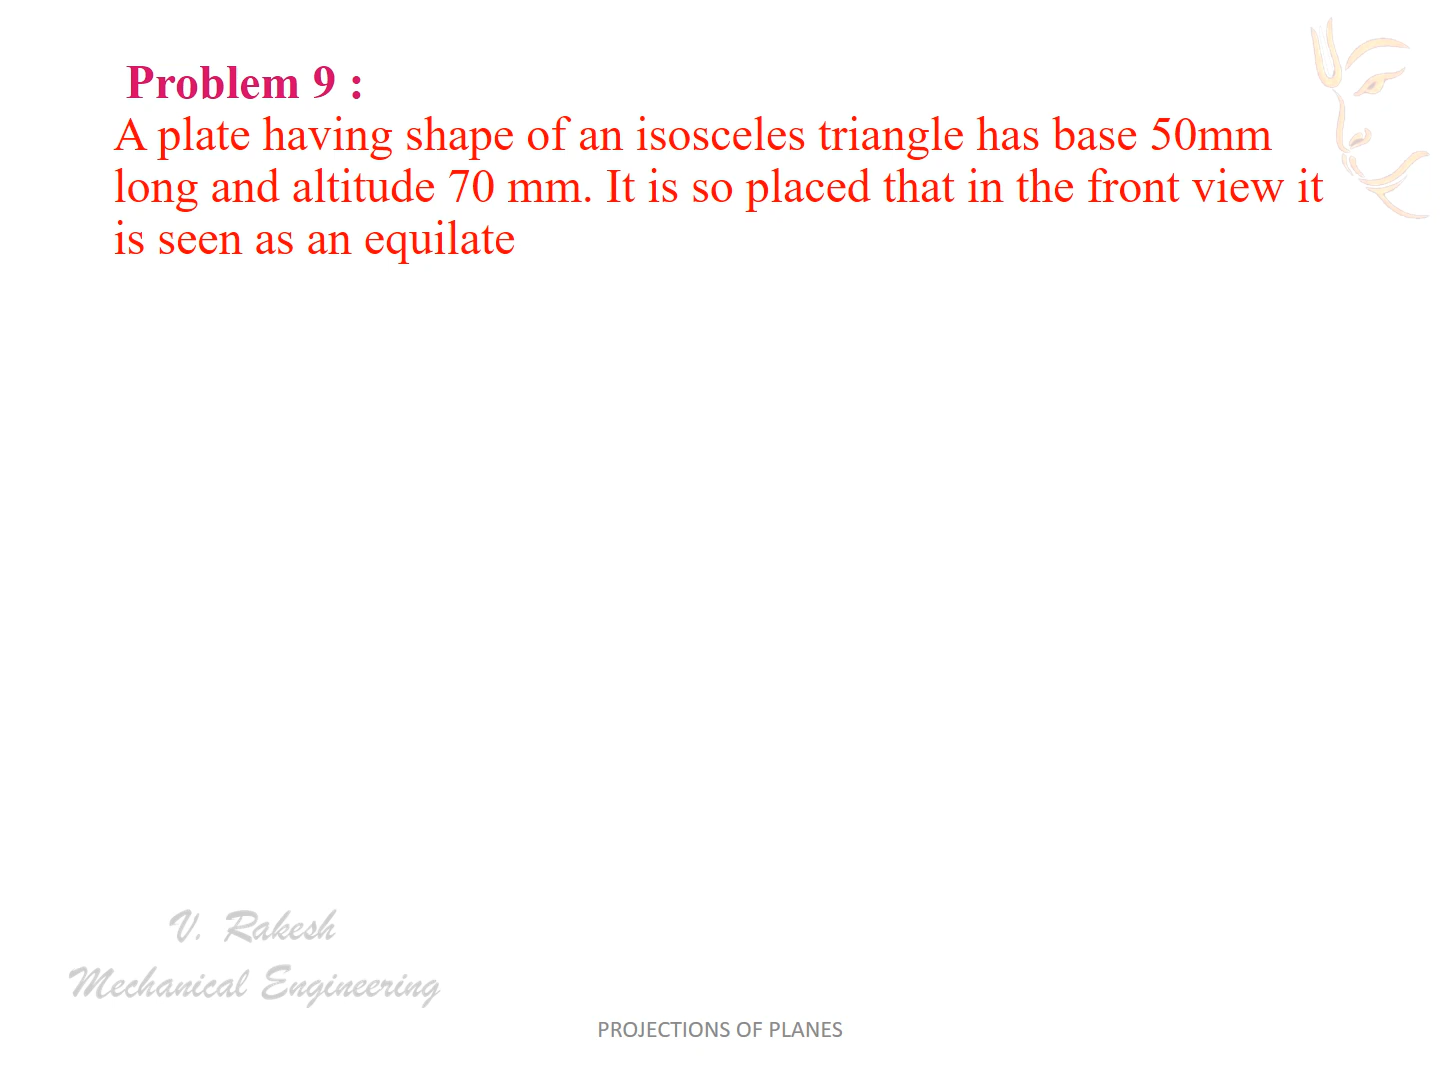 Problem 9 :
A plate having shape of an isosceles triangle has base 50mm
long and altitude 70 mm. It is so placed that in the front view it
is seen as an equilate
V. Rakesh
Mechanical Engineering
PROJECTIONS OF PLANES